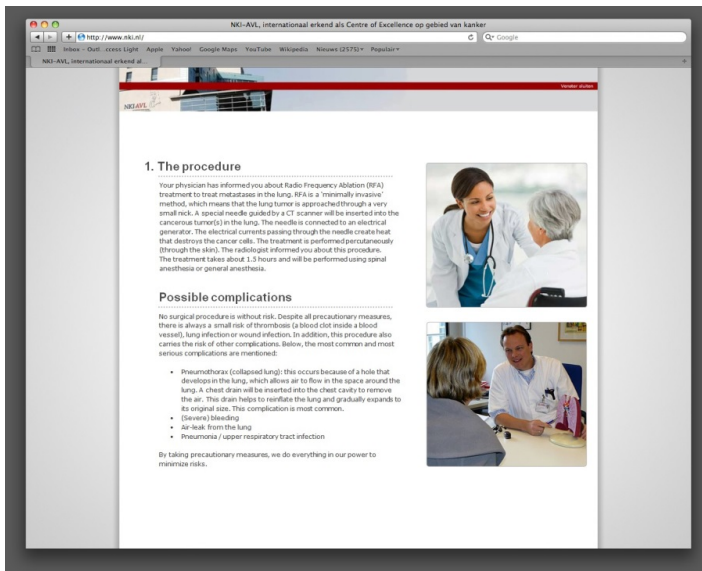 NKI-AVL, internationaal erkend als Centre of Excellence op gebied van kanker
http://www.nki.nl/
Google
Inbox - Outl...ccess Light Apple Yahoo! Google Maps YouTube Wikipedia Nieuws (2575) Populair
NKI-AVL, internationaal erkend al...
Venster sluiten
NKI AVL
1. The procedure
Your physician has informed you about Radio Frequency Ablation (RFA)
treatment to treat metastases in the lung. RFA is a 'minimally invasive'
method, which means that the lung tumor is approached through a very
small nick. A special needle guided by a CT scanner will be inserted into the
cancerous tumor(s) in the lung. The needle is connected to an electrical
generator. The electrical currents passing through the needle create heat
that destroys the cancer cells. The treatment is performed percutaneously
(through the skin). The radiologist informed you about this procedure.
The treatment takes about 1.5 hours and will be performed using spinal
anesthesia or general anesthesia.
Possible complications
No surgical procedure is without risk. Despite all precautionary measures,
there is always a small risk of thrombosis (a blood clot inside a blood
vessel), lung infection or wound infection. In addition, this procedure also
carries the risk of other complications. Below, the most common and most
serious complications are mentioned:
• Pneumothorax (collapsed lung): this occurs because of a hole that
develops in the lung, which allows air to flow in the space around the
lung. A chest drain will be inserted into the chest cavity to remove
the air. This drain helps to reinflate the lung and gradually expands to
its original size. This complication is most common.
• (Severe) bleeding
• Air-leak from the lung
• Pneumonia / upper respiratory tract infection
By taking precautionary measures, we do everything in our power to
minimize risks.